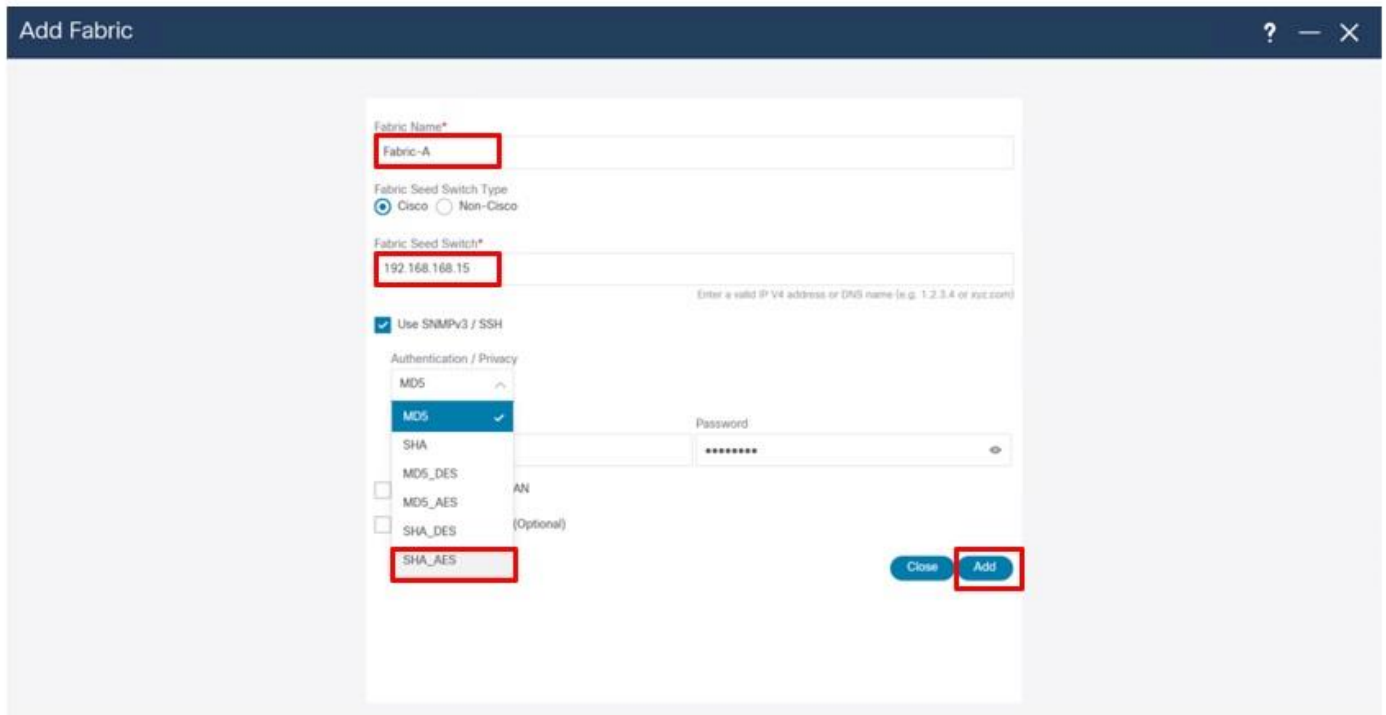 Add Fabric
?
Fabric Name*
Fabric-A
Fabric Seed Switch Type
Cisco Non-Cisco
Fabric Seed Switch*
192.168.168.15
Enter a valid IP V4 address or DNS name (e.g. 1.2.3.4 or xyz.com)
Use SNMPv3 / SSH
Authentication / Privacy
MD5
MD5
SHA
MD5_DES
MD5_AES
SHA_DES
SHA_AES
Password
••••••••
AN
(Optional)
Close Add